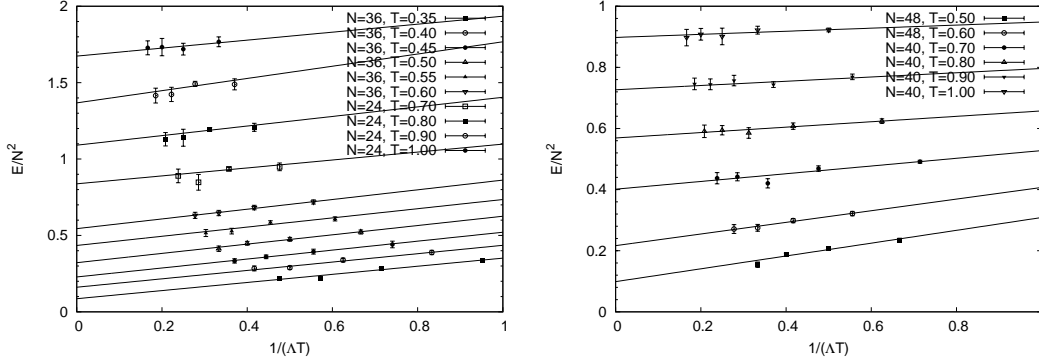 2
1.5
1
0.5
0
E/N²
0
0.2
0.4
0.6
0.8
1
1/(ΛT)
N=36, T=0.35
N=36, T=0.40
N=36, T=0.45
N=36, T=0.50
N=36, T=0.55
N=36, T=0.60
N=24, T=0.70
N=24, T=0.80
N=24, T=0.90
N=24, T=1.00
1
0.8
0.6
0.4
0.2
0
E/N²
0
0.2
0.4
0.6
0.8
1/(ΛT)
N=48, T=0.50
N=48, T=0.60
N=40, T=0.70
N=40, T=0.80
N=40, T=0.90
N=40, T=1.00